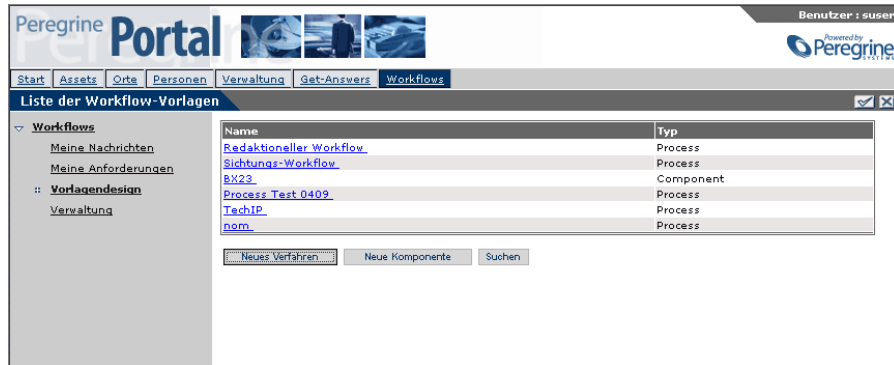 Benutzer : suser
Peregrine Portal
Powered by
Peregrine
SYSTEMS
Start Assets Orte Personen Verwaltung Get-Answers Workflows
Liste der Workflow-Vorlagen
Workflows
Meine Nachrichten
Meine Anforderungen
Vorlagendesign
Verwaltung
Name Typ
Redaktioneller Workflow Process
Sichtungs-Workflow Process
BX23 Component
Process Test 0409 Process
TechIP Process
nom Process
Neues Verfahren Neue Komponente Suchen